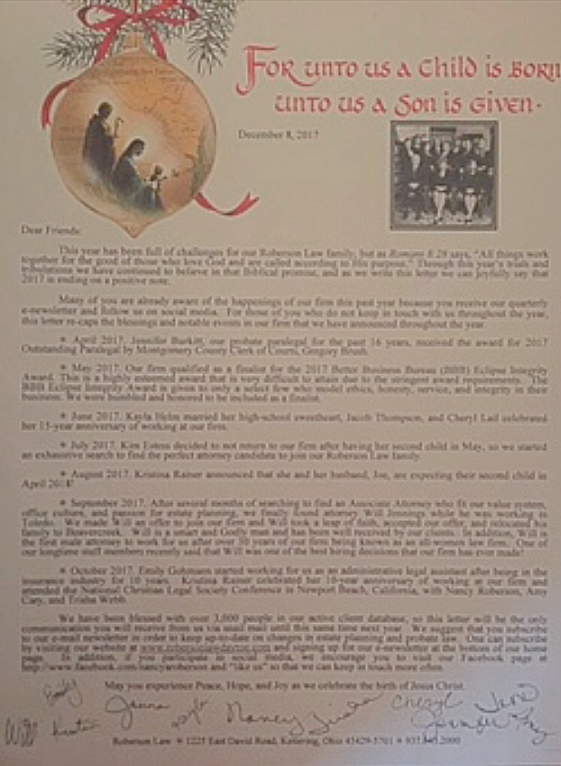 For unto us a Child is born
unto us a Son is given.
December 8, 2017
Dear Friends:
This year has been full of challenges for our Roberson Law family, but as Romans 8:28 says, "All things work
together for the good of those who love God and are called according to His purpose." Through this year's trials and
tribulations we have continued to believe in that Biblical promise, and as we write this letter we can joyfully say that
2017 is ending on a positive note.
Many of you are already aware of the happenings of our firm this past year because you receive our quarterly
e-newsletter and follow us on social media. For those of you who do not keep in touch with us throughout the year,
this letter re-caps the blessings and notable events in our firm that we have announced throughout the year.
* April 2017. Jennifer Burkitt, our probate paralegal for the past 16 years, received the award for 2017
Outstanding Paralegal by Montgomery County Clerk of Courts, Gregory Brush.
* May 2017. Our firm qualified as a finalist for the 2017 Better Business Bureau (BBB) Eclipse Integrity
Award. This is a highly esteemed award that is very difficult to attain due to the stringent award requirements. The
BBB Eclipse Integrity Award is given to only a select few who model ethics, honesty, service, and integrity in their
business. We were humbled and honored to be included as a finalist.
* June 2017. Kayla Helm married her high-school sweetheart, Jacob Thompson, and Cheryl Lail celebrated
her 15-year anniversary of working at our firm.
* July 2017. Kim Estess decided to not return to our firm after having her second child in May, so we started
an exhaustive search to find the perfect attorney candidate to join our Roberson Law family.
* August 2017. Kristina Rainer announced that she and her husband, Joe, are expecting their second child in
April 2018!
* September 2017. After several months of searching to find an Associate Attorney who fit our value system,
office culture, and passion for estate planning, we finally found attorney Will Jennings while he was working in
Toledo. We made Will an offer to join our firm and Will took a leap of faith, accepted our offer, and relocated his
family to Beavercreek. Will is a smart and Godly man and has been well received by our clients. In addition, Will is
the first male attorney to work for us after over 30 years of our firm being known as an all-women law firm. One of
our longtime staff members recently said that Will was one of the best hiring decisions that our firm has ever made!
* October 2017. Emily Gohmann started working for us as an administrative legal assistant after being in the
insurance industry for 10 years. Kristina Rainer celebrated her 10-year anniversary of working at our firm and
attended the National Christian Legal Society Conference in Newport Beach, California, with Nancy Roberson, Amy
Cary, and Trisha Webb.
We have been blessed with over 3,000 people in our active client database, so this letter will be the only
communication you will receive from us via snail mail until this same time next year. We suggest that you subscribe
to our e-mail newsletter in order to keep up-to-date on changes in estate planning and probate law. One can subscribe
by visiting our website at www.robersonlawdayton.com and signing up for our e-newsletter at the bottom of our home
page. In addition, if you participate in social media, we encourage you to visit our Facebook page at
http://www.facebook.com/nancyroberson and "like us" so that we can keep in touch more often.
May you experience Peace, Hope, and Joy as we celebrate the birth of Jesus Christ.
Emily
Cheryl
Nancy
Will
Jennifer
Roberson Law * 1225 East David Road, Kettering, Ohio 45429-5701 *